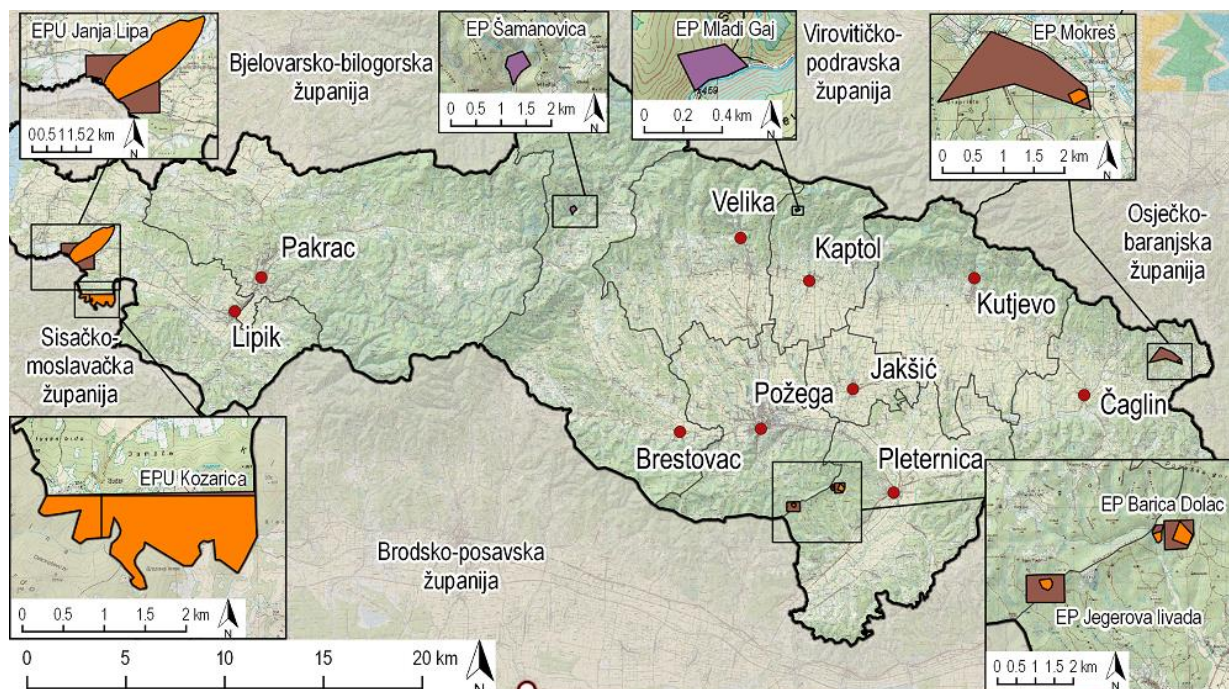 EPU Janja Lipa
0 0.5 1 1.5 2 km
N
Bjelovarsko-bilogorska
županija
EP Šamanovica
0 0.5 1 1.5 2 km
N
EP Mladi Gaj
459
0 0.2 0.4 km
N
Virovitičko-
podravska
županija
EP Mokreš
0 0.5 1 1.5 2 km
N
Osječko-
baranjska
županija
Velika
Kaptol
Kutjevo
Pakrac
Lipik
Sisačko-
moslavačka
županija
Jakšić
Požega
Čaglin
Brestovac
Pleternica
EPU Kozarica
0 0.5 1 1.5 2 km
N
Brodsko-posavska
županija
EP Barica Dolac
EP Jegerova livada
0 0.5 1 1.5 2 km
N
0 5 10 15 20 km
N